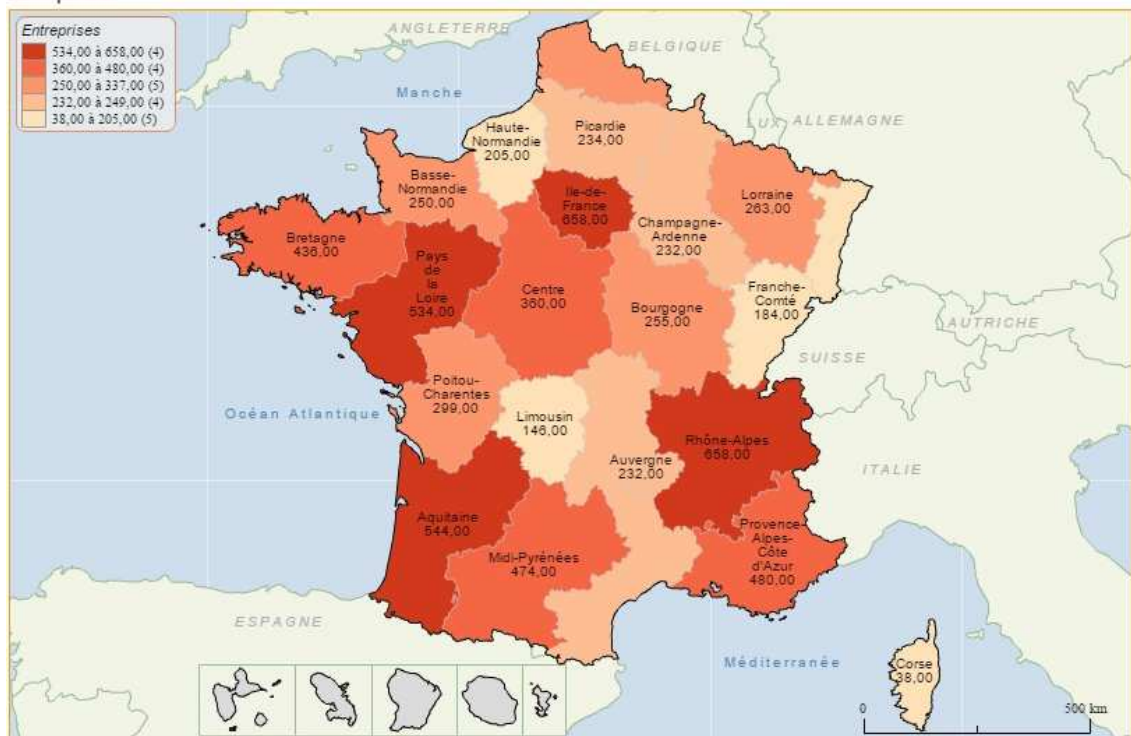 Entreprises
534,00 à 658,00 (4)
360,00 à 480,00 (4)
250,00 à 337,00 (5)
232,00 à 249,00 (4)
38,00 à 205,00 (5)
ANGLETERRE
BELGIQUE
Manche
LUX
ALLEMAGNE
Haute-
Normandie
205,00
Picardie
234,00
Basse-
Normandie
250,00
Ile-de-
France
658,00
Lorraine
263,00
Champagne-
Ardenne
232,00
Bretagne
436,00
Pays
de
la
Loire
534,00
Centre
360,00
Bourgogne
255,00
Franche-
Comté
184,00
AUTRICHE
SUISSE
Poitou-
Charentes
299,00
Océan Atlantique
Limousin
146,00
Rhône-Alpes
658,00
Auvergne
232,00
ITALIE
Aquitaine
544,00
Midi-Pyrénées
474,00
Provence-
Alpes-
Côte
d'Azur
480,00
ESPAGNE
Méditerranée
Corse
38,00
0
500 km